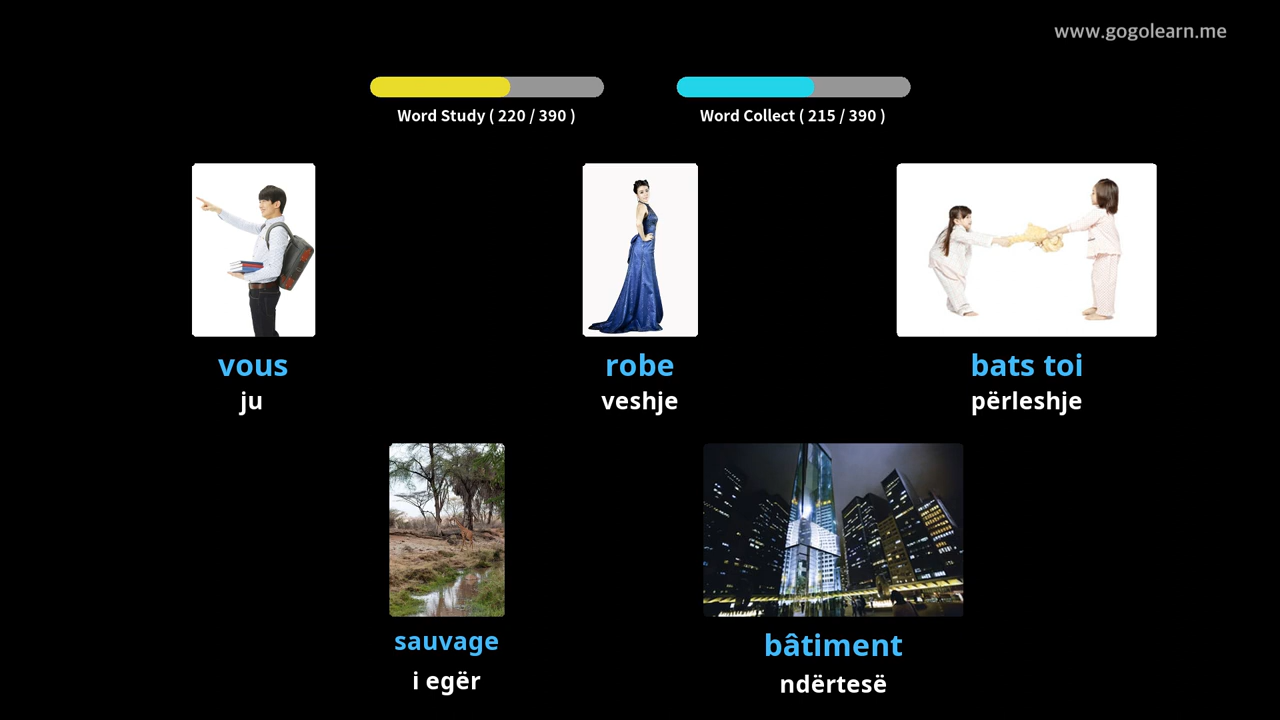 www.gogolearn.me
Word Study ( 220 / 390 )
Word Collect ( 215 / 390 )
vous
ju
robe
veshje
bats toi
përleshje
sauvage
i egër
bâtiment
ndërtesë